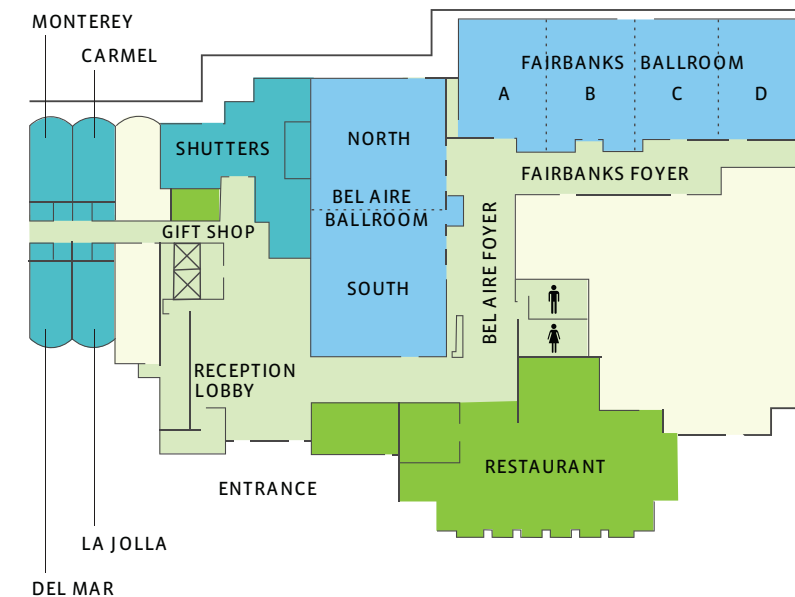 MONTEREY
CARMEL
FAIRBANKS BALLROOM
A B C D
SHUTTERS
NORTH
FAIRBANKS FOYER
BEL AIRE
BALLROOM
GIFT SHOP
BEL AIRE FOYER
SOUTH
RECEPTION
LOBBY
RESTAURANT
ENTRANCE
LA JOLLA
DEL MAR